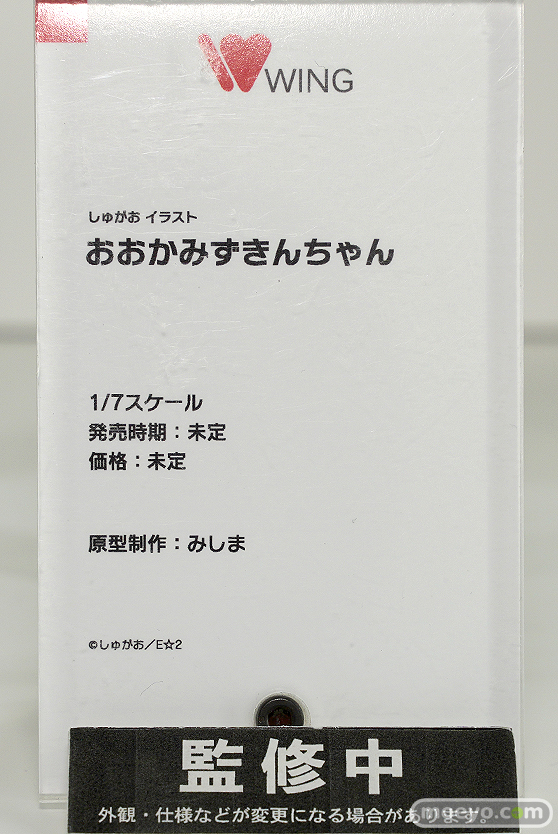 WING
しゅがお イラスト
おおかみずきんちゃん
1/7スケール
発売時期：未定
価格：未定
原型制作：みしま
©しゅがお／E☆2
監修中
外観・仕様などが変更になる場合があります。
moeyo.com